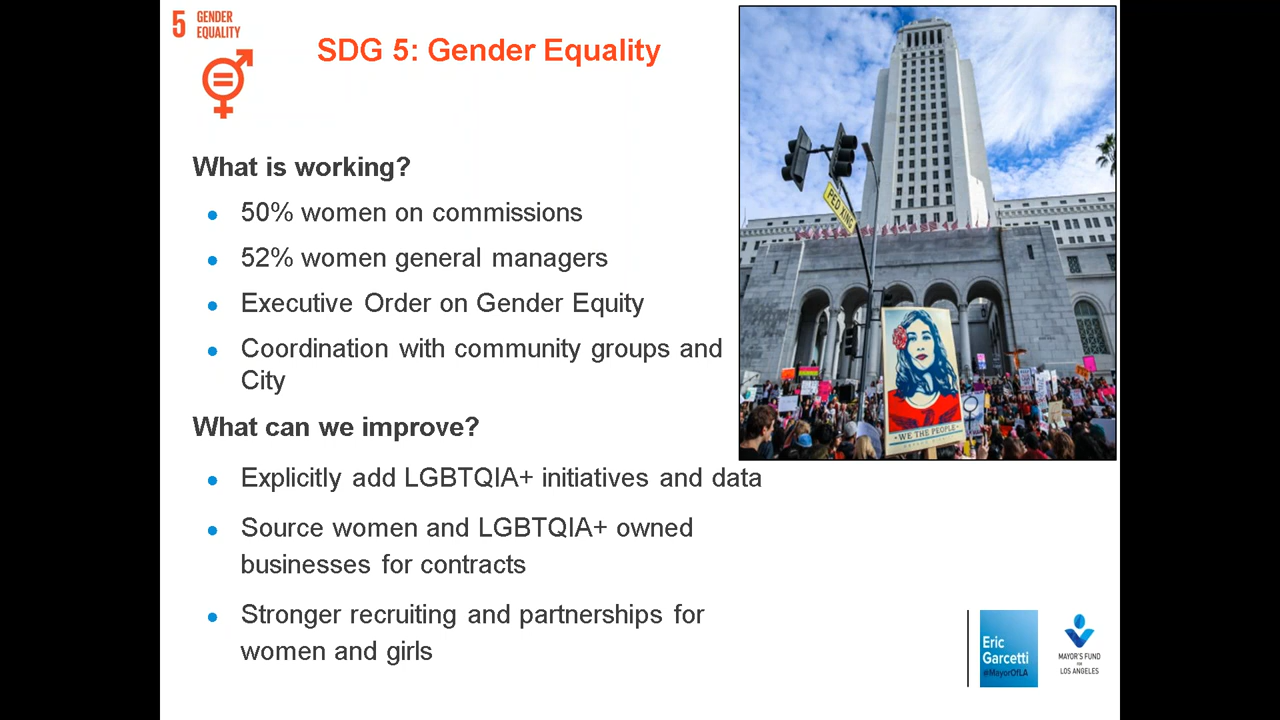 5 GENDER
EQUALITY
SDG 5: Gender Equality
What is working?
50% women on commissions
52% women general managers
Executive Order on Gender Equity
Coordination with community groups and
City
What can we improve?
Explicitly add LGBTQIA+ initiatives and data
Source women and LGBTQIA+ owned
businesses for contracts
Stronger recruiting and partnerships for
women and girls
PED XING
WE THE PEOPLE
Eric
Garcetti
#MayorOfLA
MAYOR'S FUND
FOR
LOS ANGELES